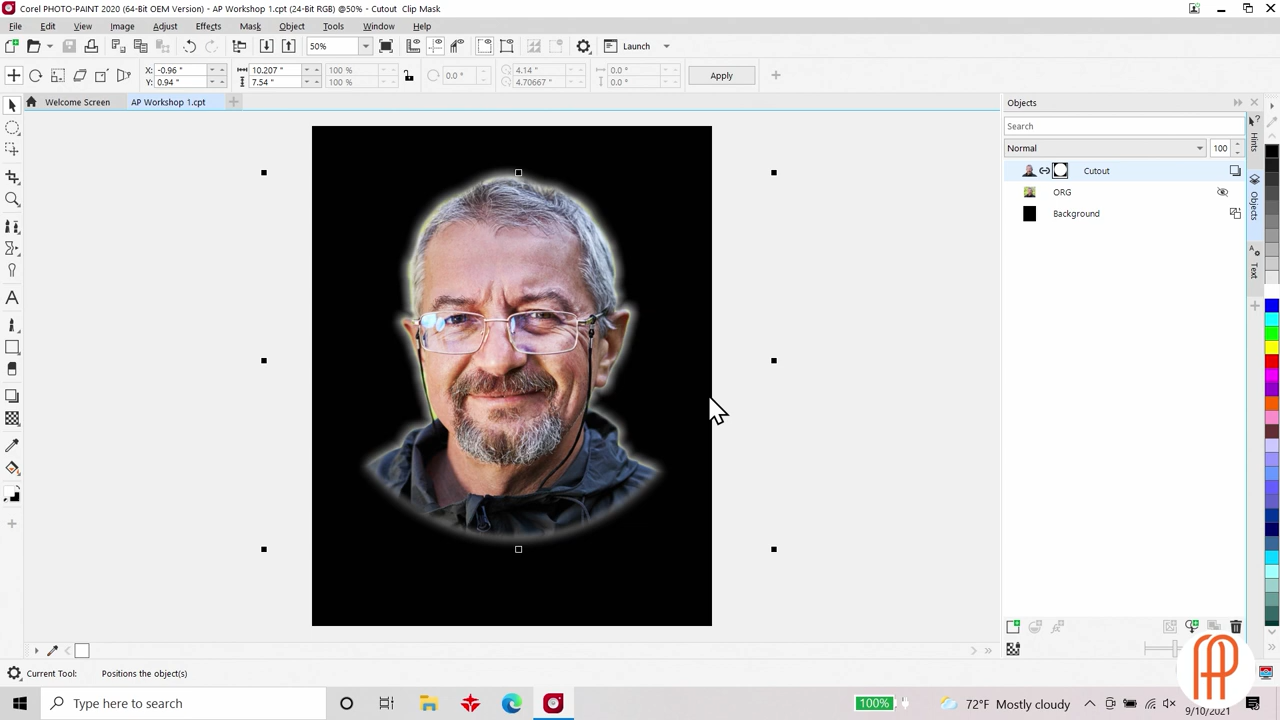 Corel PHOTO-PAINT 2020 (64-Bit OEM Version) - AP Workshop 1.cpt (24-Bit RGB) @50% - Cutout Clip Mask
File Edit View Image Adjust Effects Mask Object Tools Window Help
50% Launch
X: -0.96 " 10.207 " 100 % 0.0 ° 4.14 " 0.0 " Apply
Y: 0.94 " 7.54 " 100 % 4.70667 " 0.0 "
Welcome Screen AP Workshop 1.cpt Objects
Search
Normal 100
Hints
Cutout
ORG
Objects
Background
Text
Current Tool: Positions the object(s)
Type here to search 100% 72°F Mostly cloudy
9/10/2021